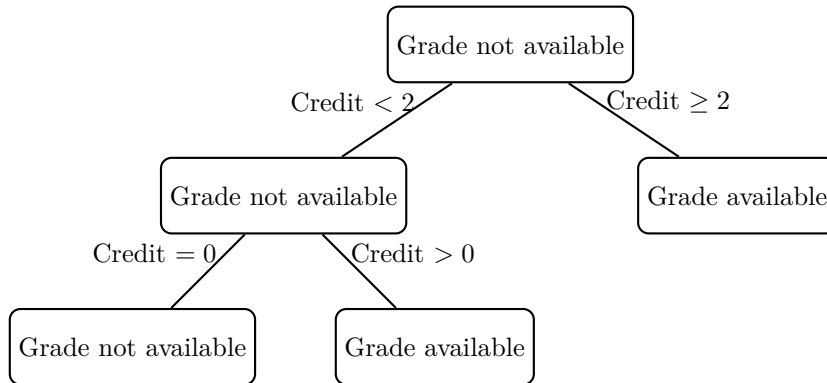 Grade not available
Credit < 2
Credit ≥ 2
Grade not available
Grade available
Credit = 0
Credit > 0
Grade not available
Grade available